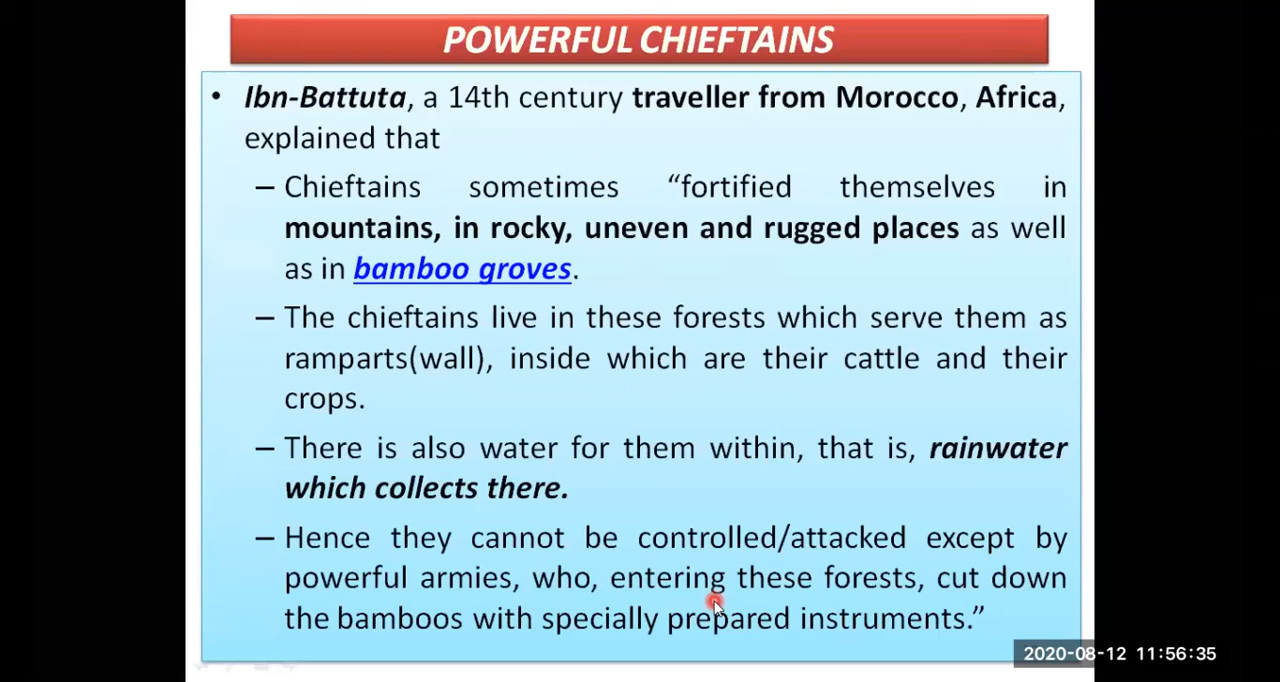 POWERFUL CHIEFTAINS
• Ibn-Battuta, a 14th century traveller from Morocco, Africa,
explained that
– Chieftains sometimes “fortified themselves in
mountains, in rocky, uneven and rugged places as well
as in bamboo groves.
– The chieftains live in these forests which serve them as
ramparts(wall), inside which are their cattle and their
crops.
– There is also water for them within, that is, rainwater
which collects there.
– Hence they cannot be controlled/attacked except by
powerful armies, who, entering these forests, cut down
the bamboos with specially prepared instruments.”
2020-08-12 11:56:35